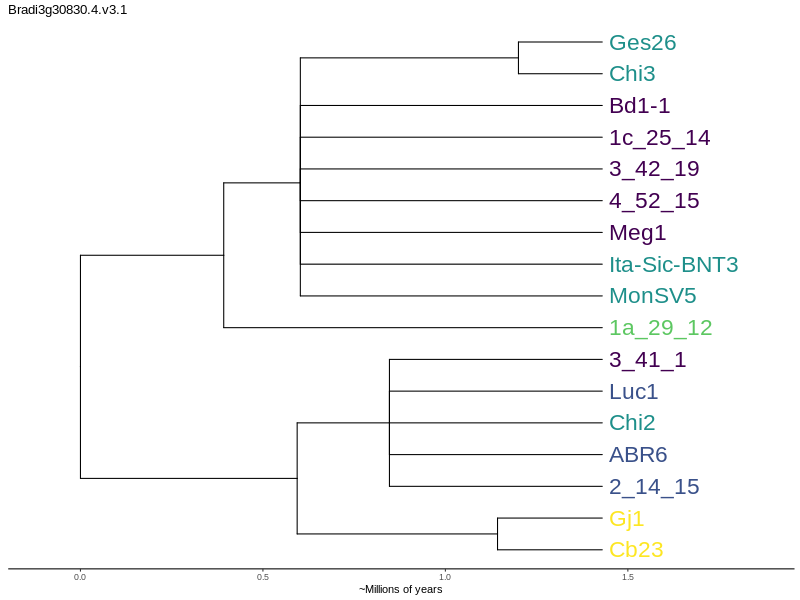 Bradi3g30830.4.v3.1
Ges26
Chi3
Bd1-1
1c_25_14
3_42_19
4_52_15
Meg1
Ita-Sic-BNT3
MonSV5
1a_29_12
3_41_1
Luc1
Chi2
ABR6
2_14_15
Gj1
Cb23
0.0 0.5 1.0 1.5
~Millions of years